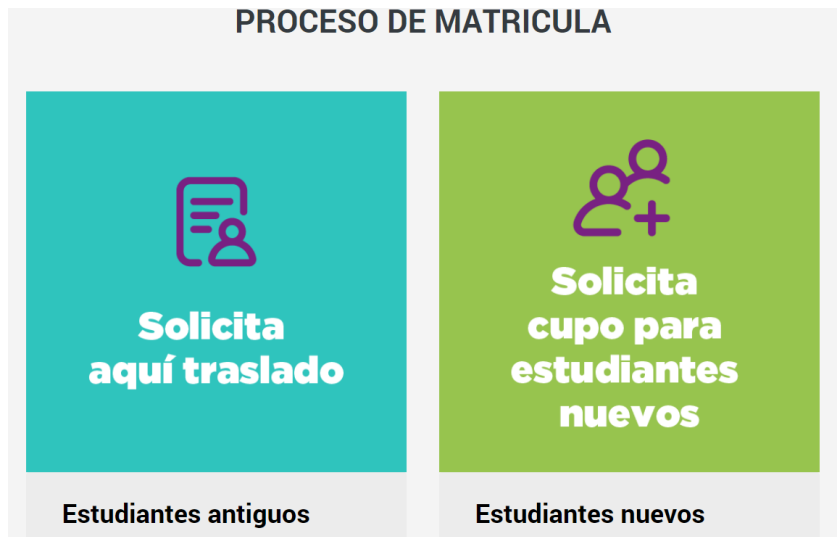 PROCESO DE MATRICULA
Solicita
aquí traslado
Estudiantes antiguos
Solicita
cupo para
estudiantes
nuevos
Estudiantes nuevos